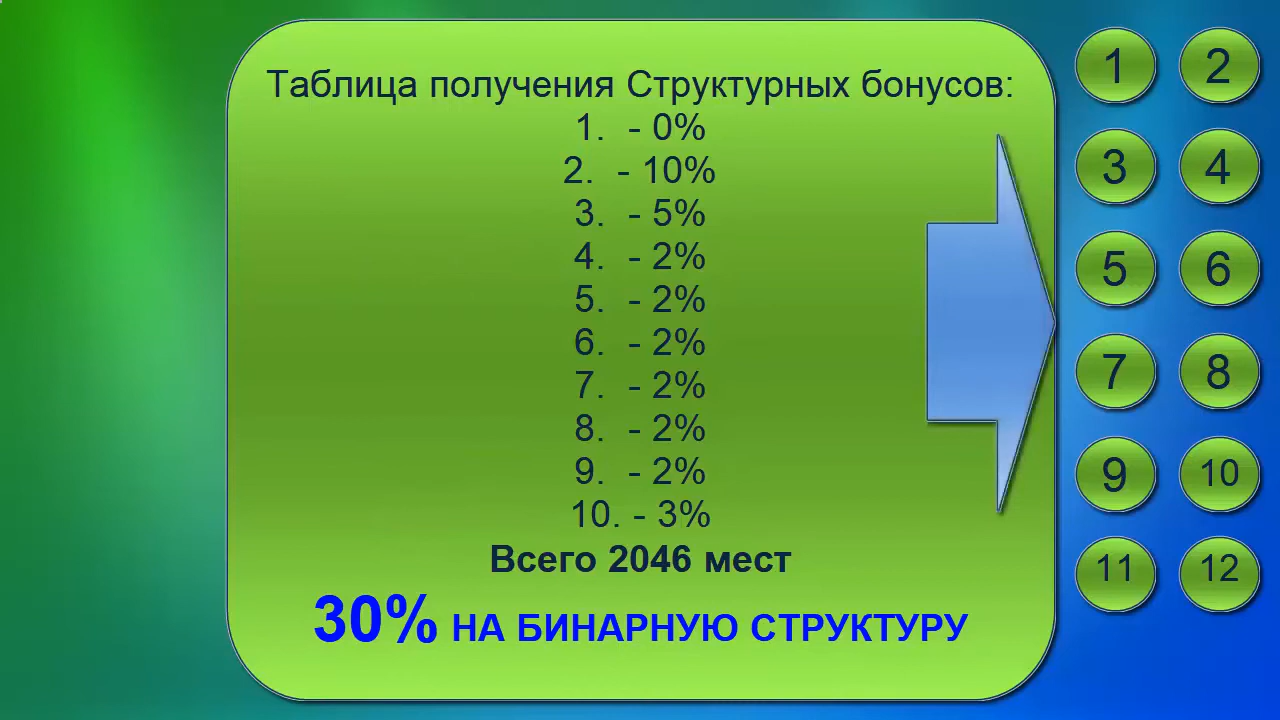 Таблица получения Структурных бонусов:
1. - 0%
2. - 10%
3. - 5%
4. - 2%
5. - 2%
6. - 2%
7. - 2%
8. - 2%
9. - 2%
10. - 3%
Всего 2046 мест
30% НА БИНАРНУЮ СТРУКТУРУ
1 2
3 4
5 6
7 8
9 10
11 12